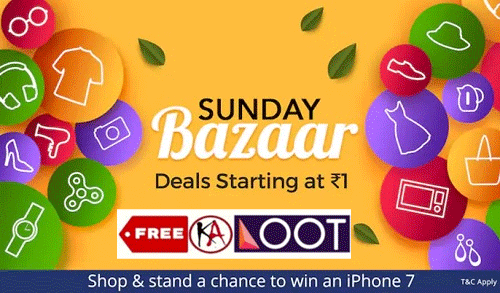 SUNDAY
Bazaar
Deals Starting at ₹1
FREE KA LOOT
Shop & stand a chance to win an iPhone 7
T&C Apply